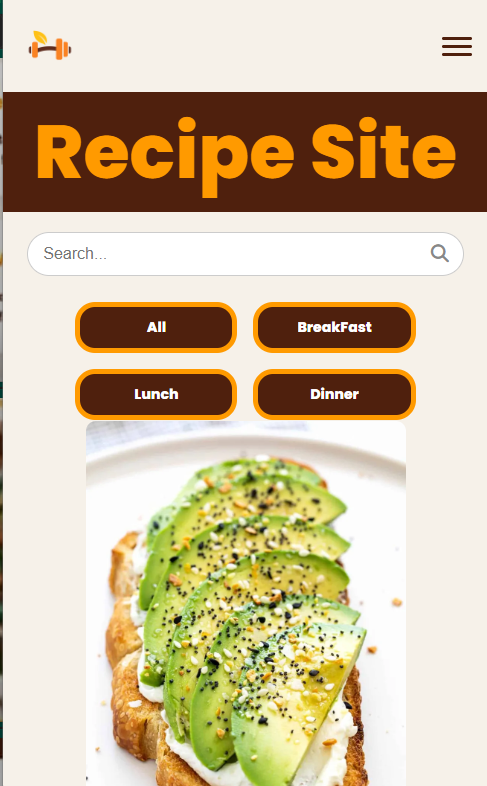 Recipe Site
Search...
All
BreakFast
Lunch
Dinner